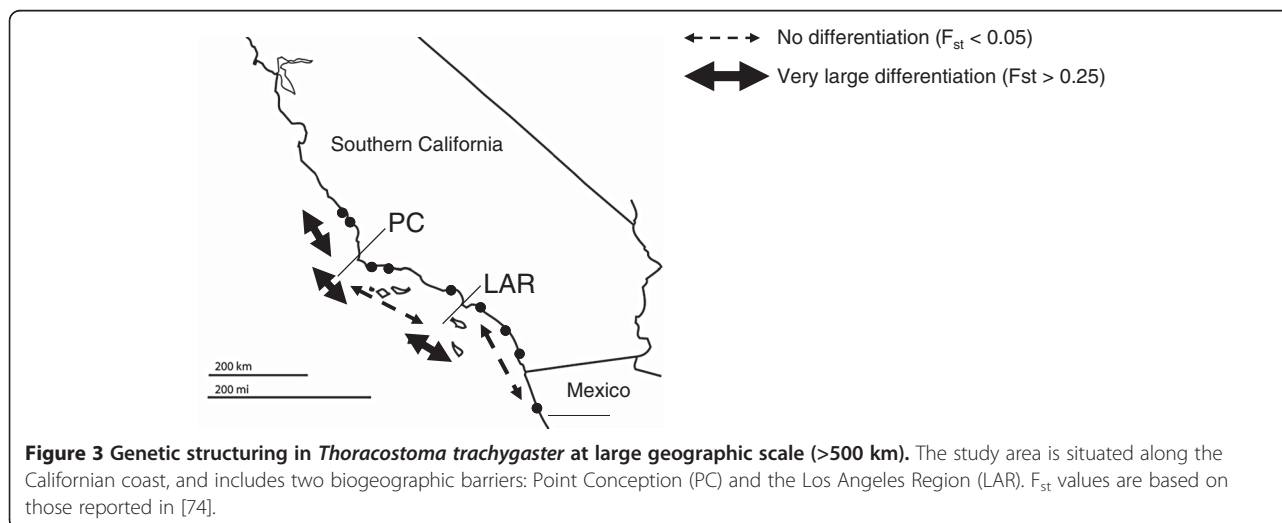 No differentiation (Fst < 0.05)
Very large differentiation (Fst > 0.25)
Southern California
PC
LAR
200 km
200 mi
Mexico
Figure 3 Genetic structuring in Thoracostoma trachygaster at large geographic scale (>500 km). The study area is situated along the
Californian coast, and includes two biogeographic barriers: Point Conception (PC) and the Los Angeles Region (LAR). Fst values are based on
those reported in [74].